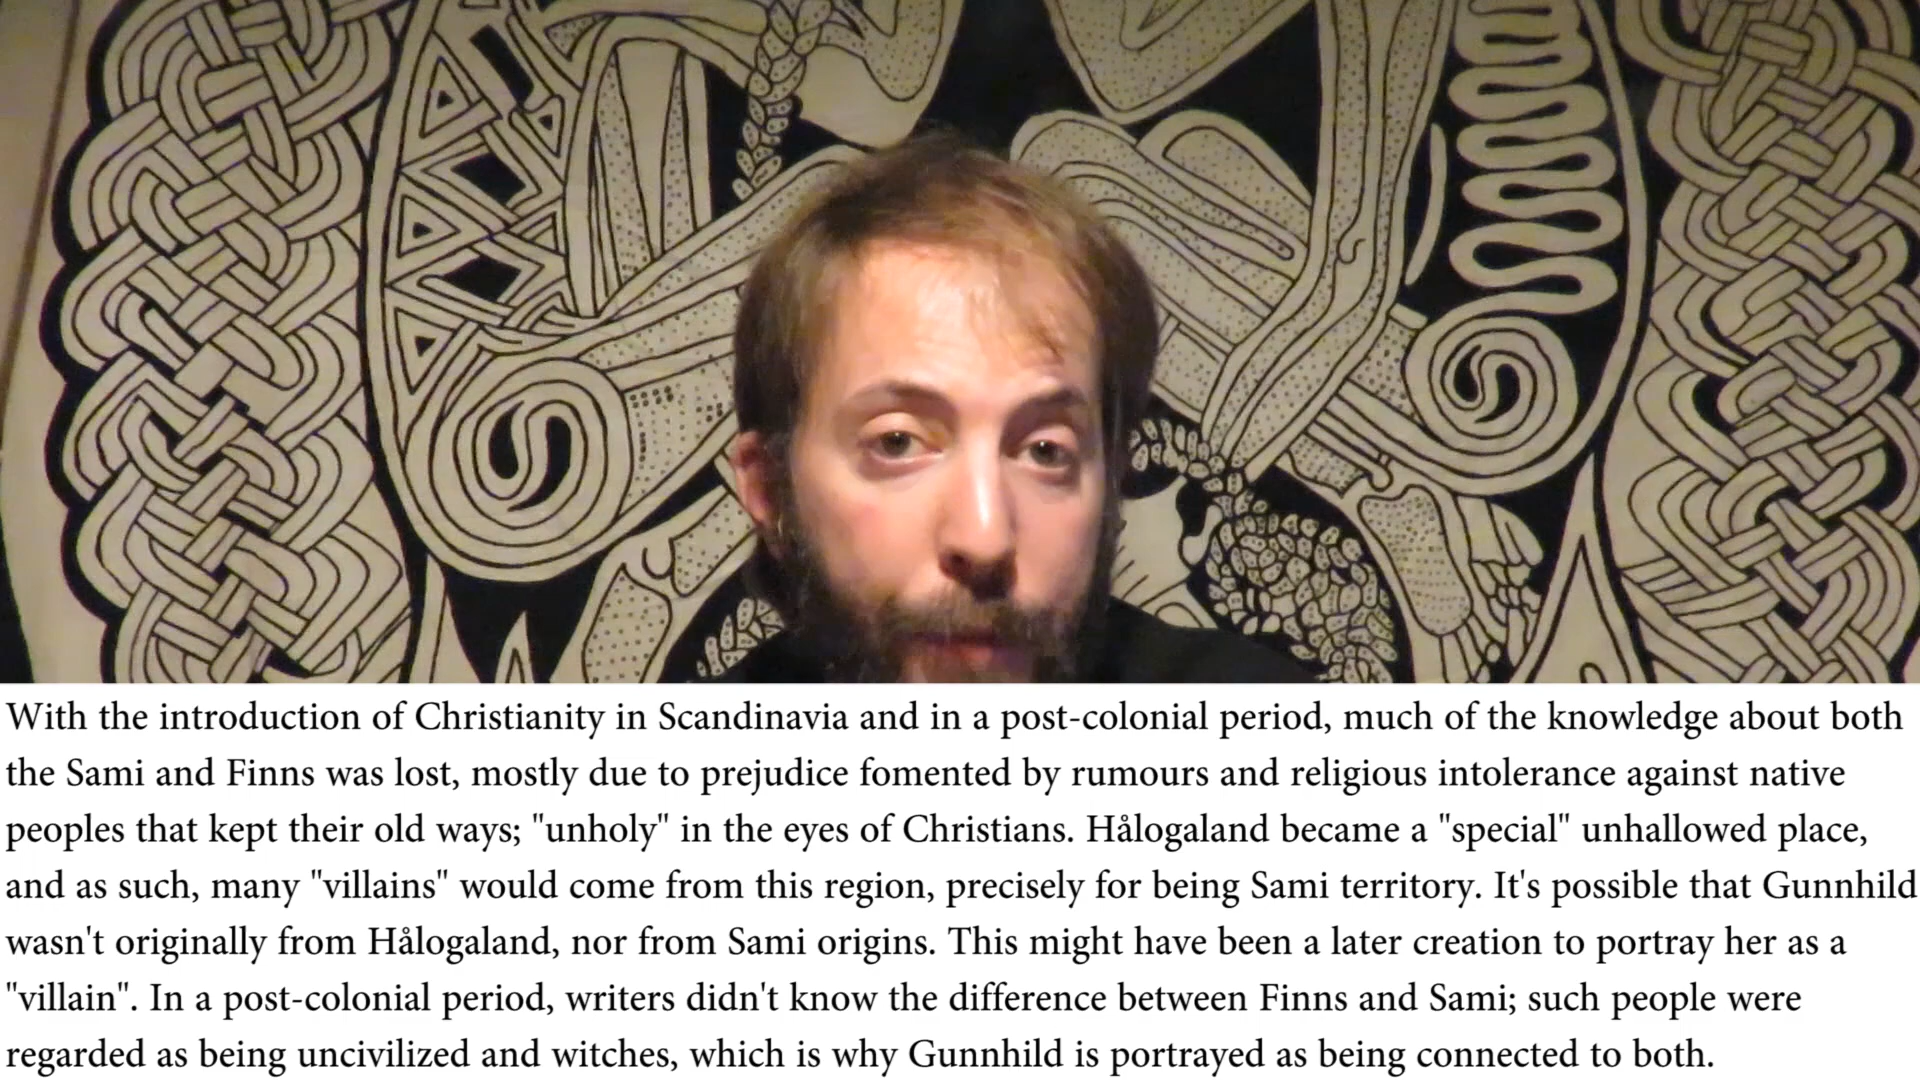 With the introduction of Christianity in Scandinavia and in a post-colonial period, much of the knowledge about both
the Sami and Finns was lost, mostly due to prejudice fomented by rumours and religious intolerance against native
peoples that kept their old ways; "unholy" in the eyes of Christians. Hålogaland became a "special" unhallowed place,
and as such, many "villains" would come from this region, precisely for being Sami territory. It's possible that Gunnhild
wasn't originally from Hålogaland, nor from Sami origins. This might have been a later creation to portray her as a
"villain". In a post-colonial period, writers didn't know the difference between Finns and Sami; such people were
regarded as being uncivilized and witches, which is why Gunnhild is portrayed as being connected to both.